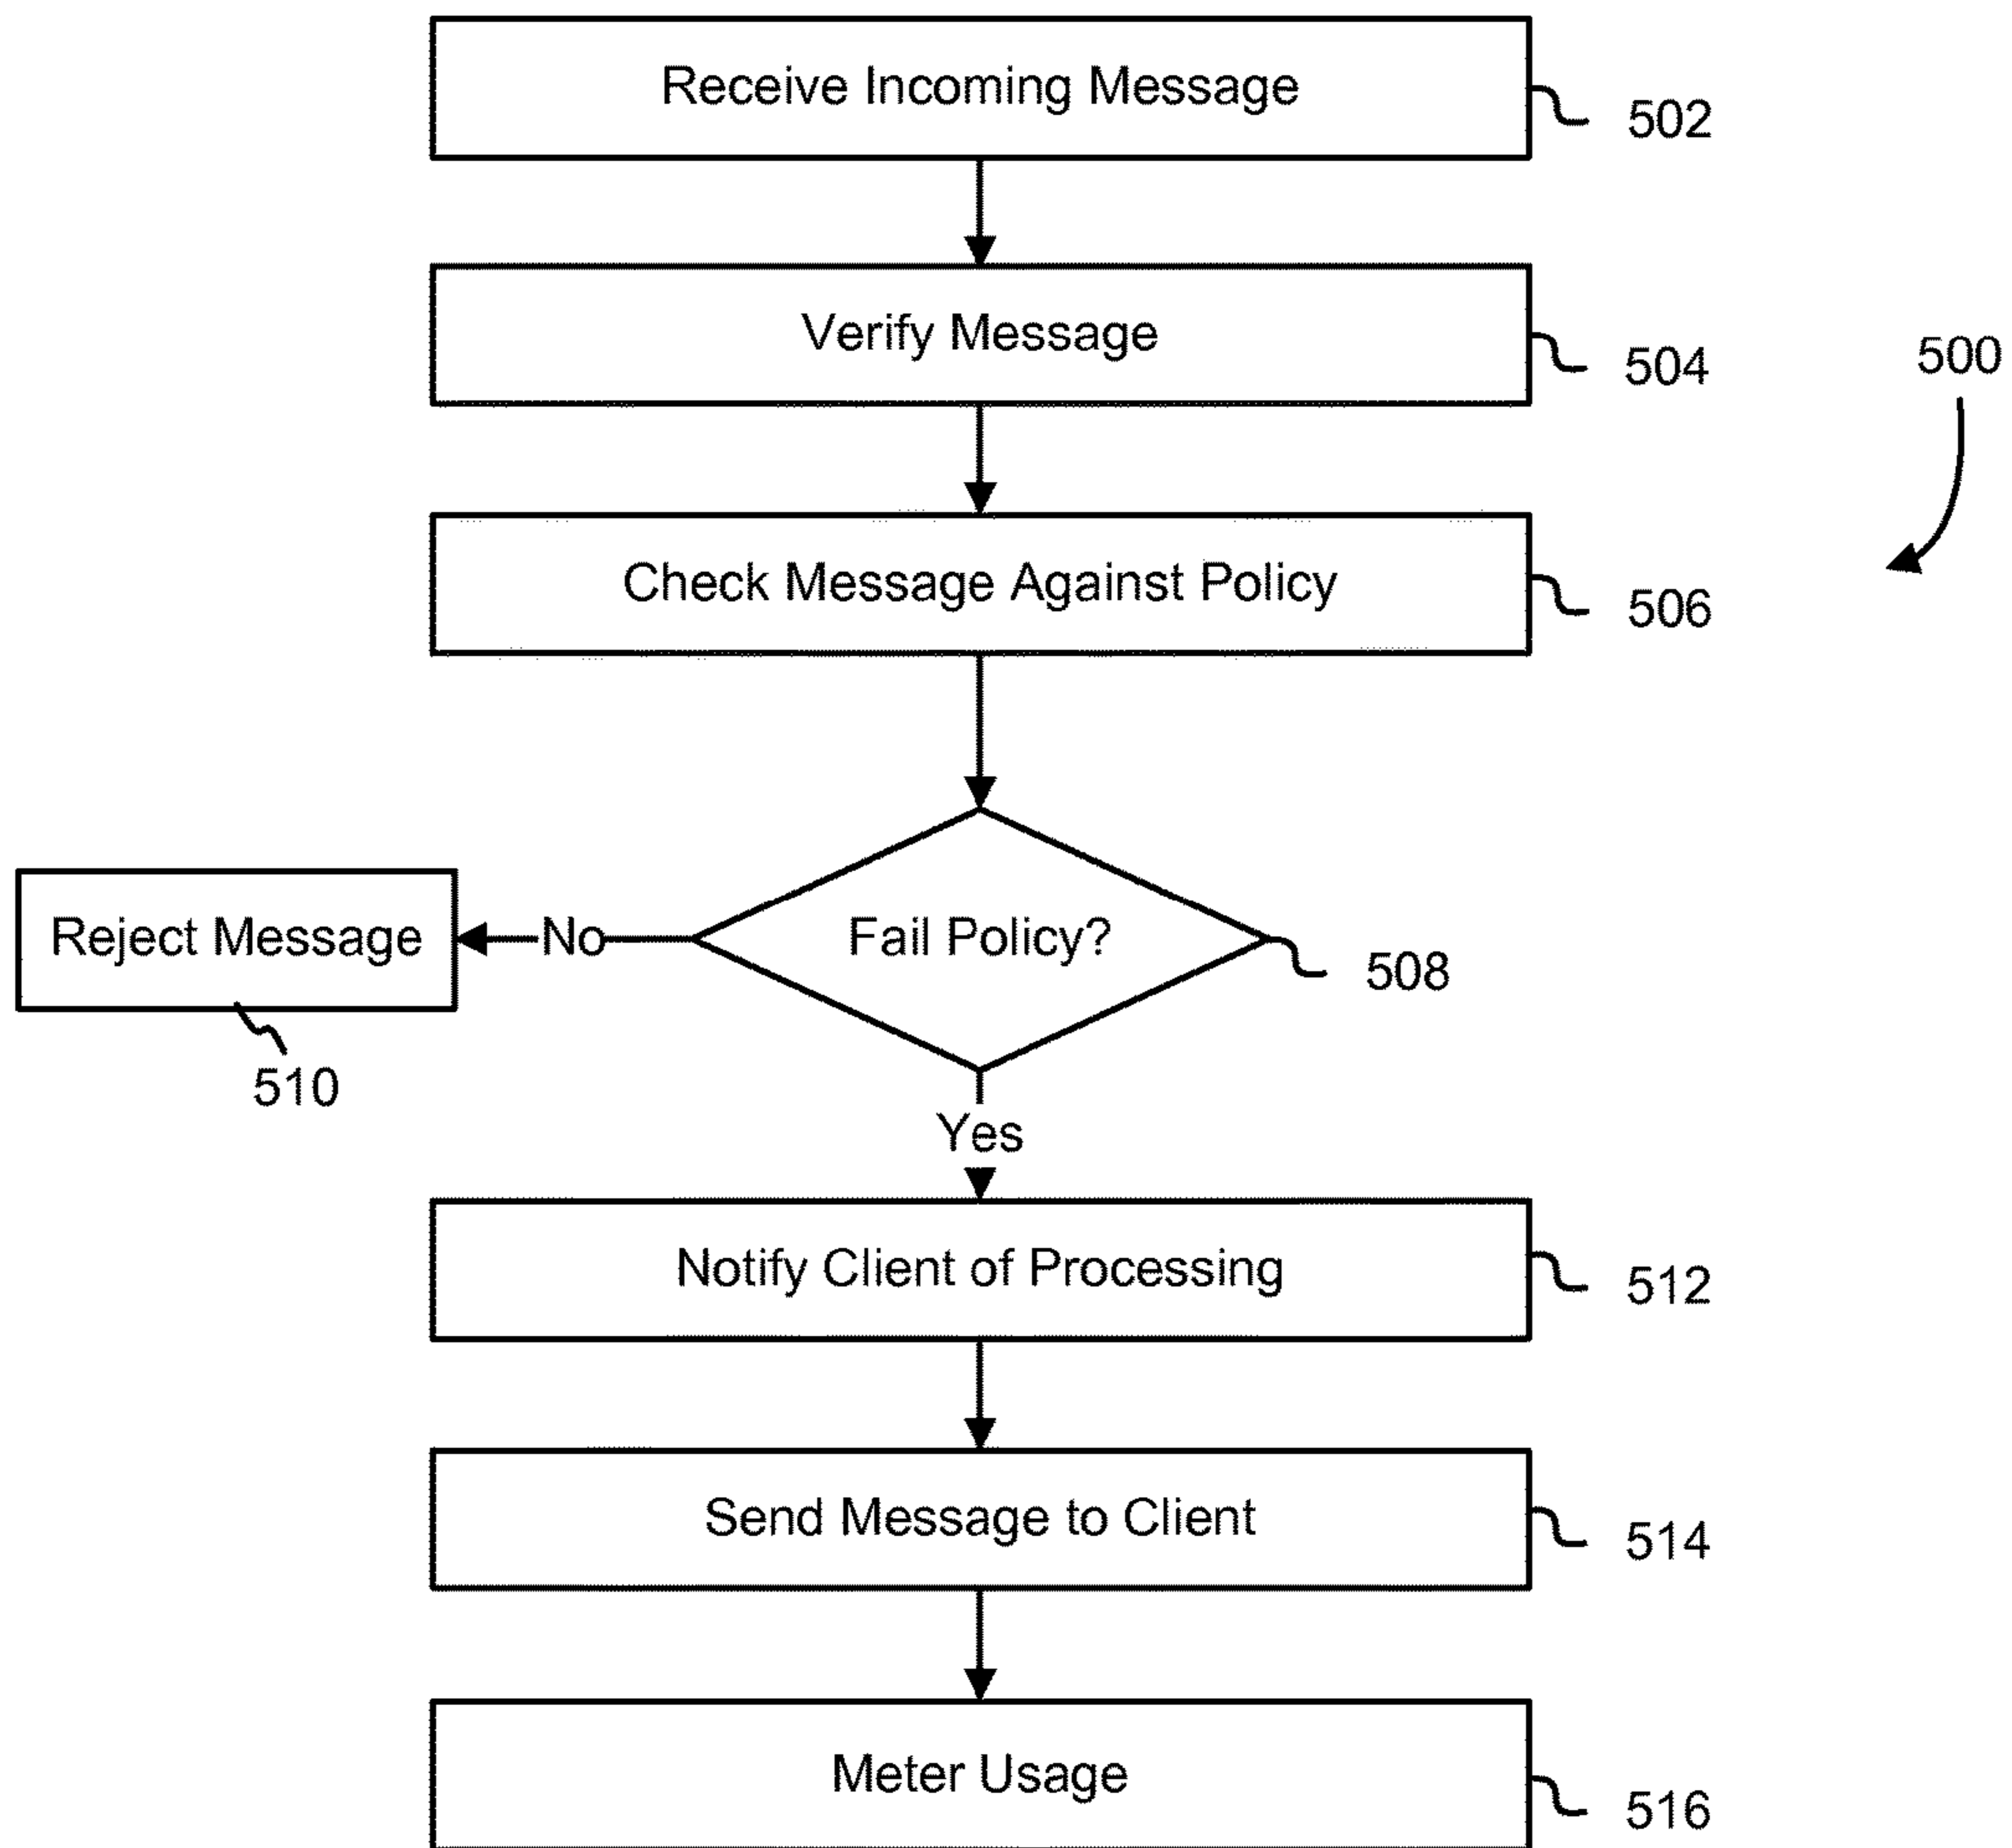 Receive Incoming Message
502
Verify Message
504
500
Check Message Against Policy
506
Reject Message
No
Fail Policy?
508
510
Yes
Notify Client of Processing
512
Send Message to Client
514
Meter Usage
516